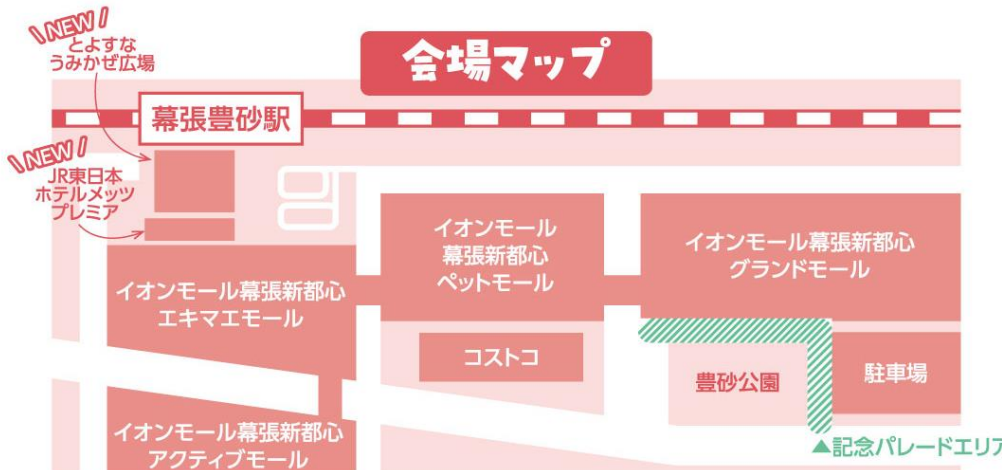 NEW
とよすな
うみかぜ広場
会場マップ
幕張豊砂駅
NEW
JR東日本
ホテルメッツ
プレミア
イオンモール
幕張新都心
ペットモール
イオンモール幕張新都心
グランドモール
イオンモール幕張新都心
エキマエモール
コストコ
豊砂公園
駐車場
イオンモール幕張新都心
アクティブモール
▲記念パレードエリア